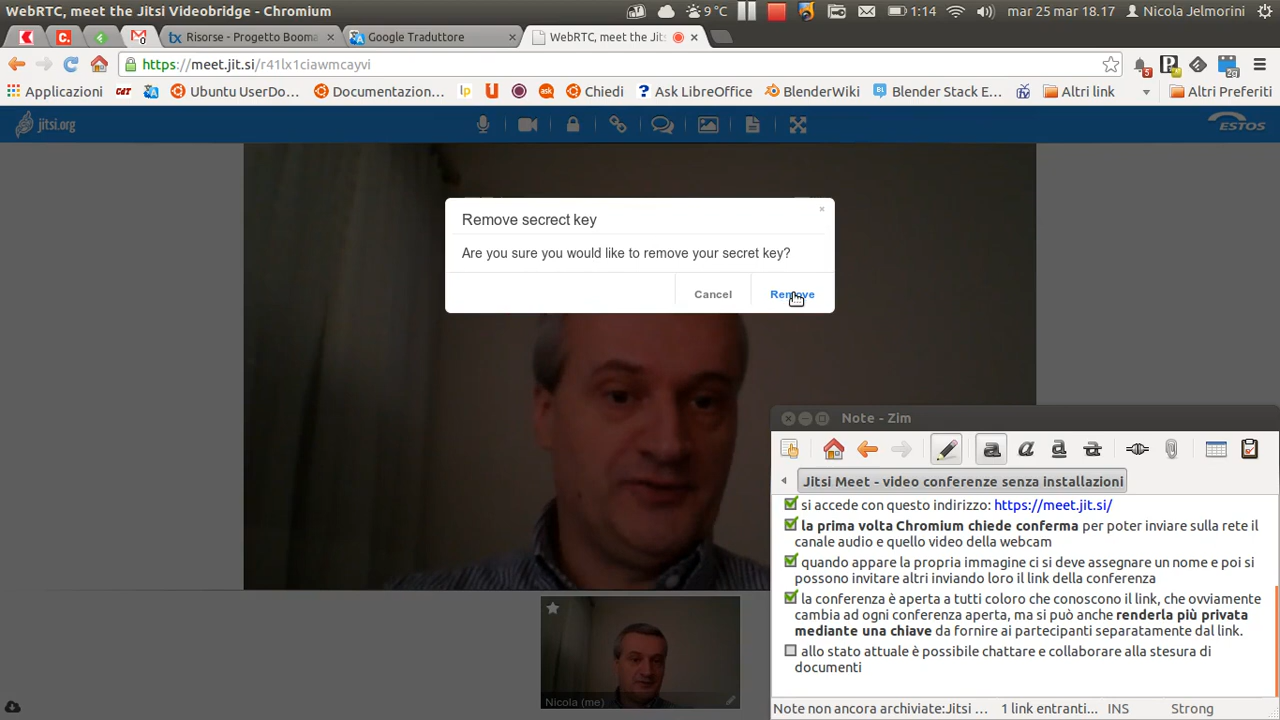 WebRTC, meet the Jitsi Videobridge - Chromium
9 °C
1:14
mar 25 mar 18.17
Nicola Jelmorini
Risorse - Progetto Booma
Google Traduttore
WebRTC, meet the Jits
https://meet.jit.si/r41lx1ciawmcayvi
5
20
Applicazioni
CAT
Ubuntu UserDo...
Documentazion...
lp
U
ask
Chiedi
Ask LibreOffice
BlenderWiki
Blender Stack E...
Altri link
Altri Preferiti
jitsi.org
ESTOS
Remove secrect key
Are you sure you would like to remove your secret key?
Cancel
Remove
Note - Zim
Jitsi Meet - video conferenze senza installazioni
si accede con questo indirizzo: https://meet.jit.si/
la prima volta Chromium chiede conferma per poter inviare sulla rete il
canale audio e quello video della webcam
quando appare la propria immagine ci si deve assegnare un nome e poi si
possono invitare altri inviando loro il link della conferenza
la conferenza è aperta a tutti coloro che conoscono il link, che ovviamente
cambia ad ogni conferenza aperta, ma si può anche renderla più privata
mediante una chiave da fornire ai partecipanti separatamente dal link.
allo stato attuale è possibile chattare e collaborare alla stesura di
documenti
Nicola (me)
Note non ancora archiviate:Jitsi ...
1 link entranti...
INS
Strong